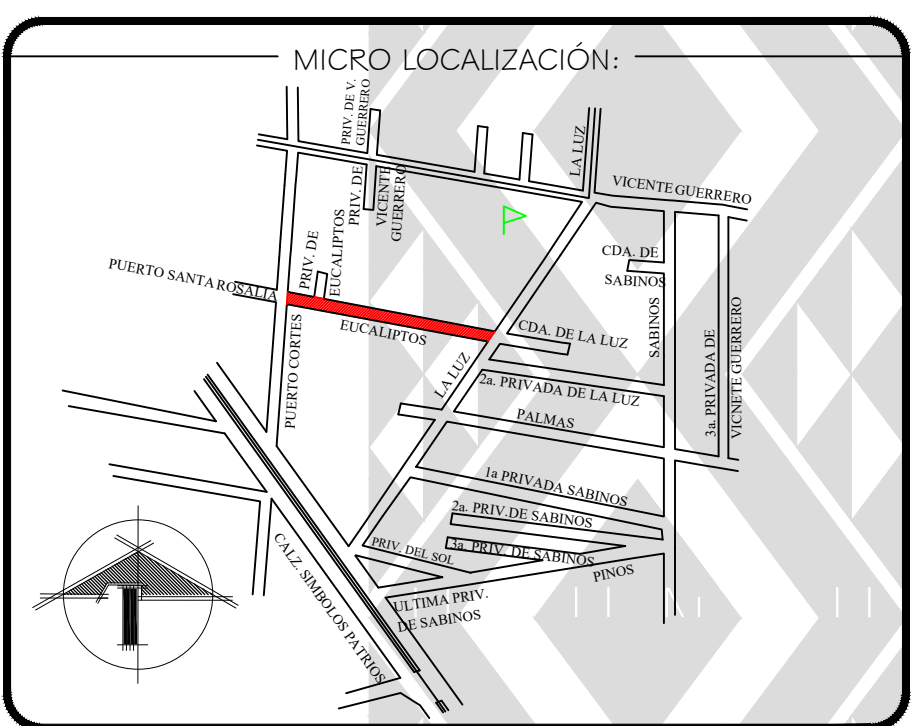 MICRO LOCALIZACIÓN:
PRIV. DE V.
GUERRERO
LA LUZ
VICENTE GUERRERO
PRIV. DE
VICENTE
GUERRERO
PRIV. DE
EUCALIPTOS
CDA. DE
SABINOS
PUERTO SANTA ROSALIA
EUCALIPTOS
CDA. DE LA LUZ
SABINOS
PUERTO CORTES
LA LUZ
2a. PRIVADA DE LA LUZ
3a. PRIVADA DE
VICNETE GUERRERO
PALMAS
1a PRIVADA SABINOS
2a. PRIV.DE SABINOS
PRIV. DEL SOL
3a. PRIV. DE SABINOS
PINOS
CALZ. SIMBOLOS PATRIOS
ULTIMA PRIV.
DE SABINOS